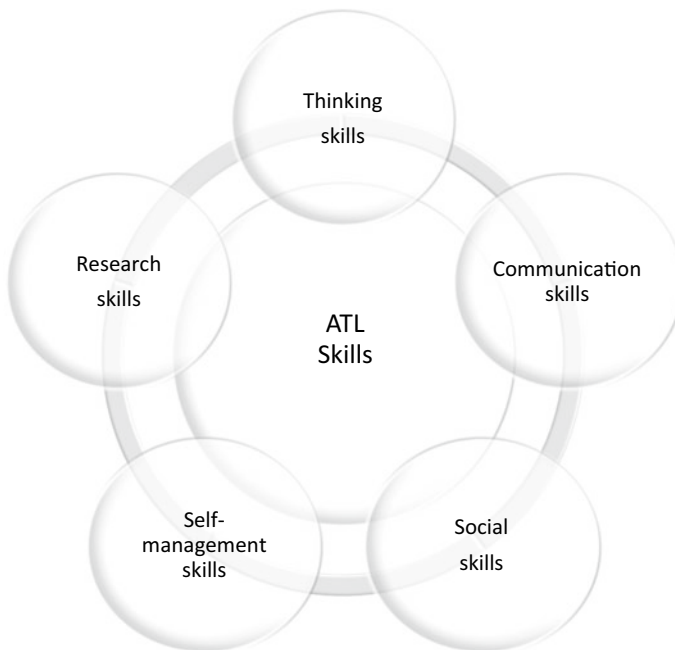 Thinking
skills
Research
skills
Communication
skills
ATL
Skills
Self-
management
skills
Social
skills